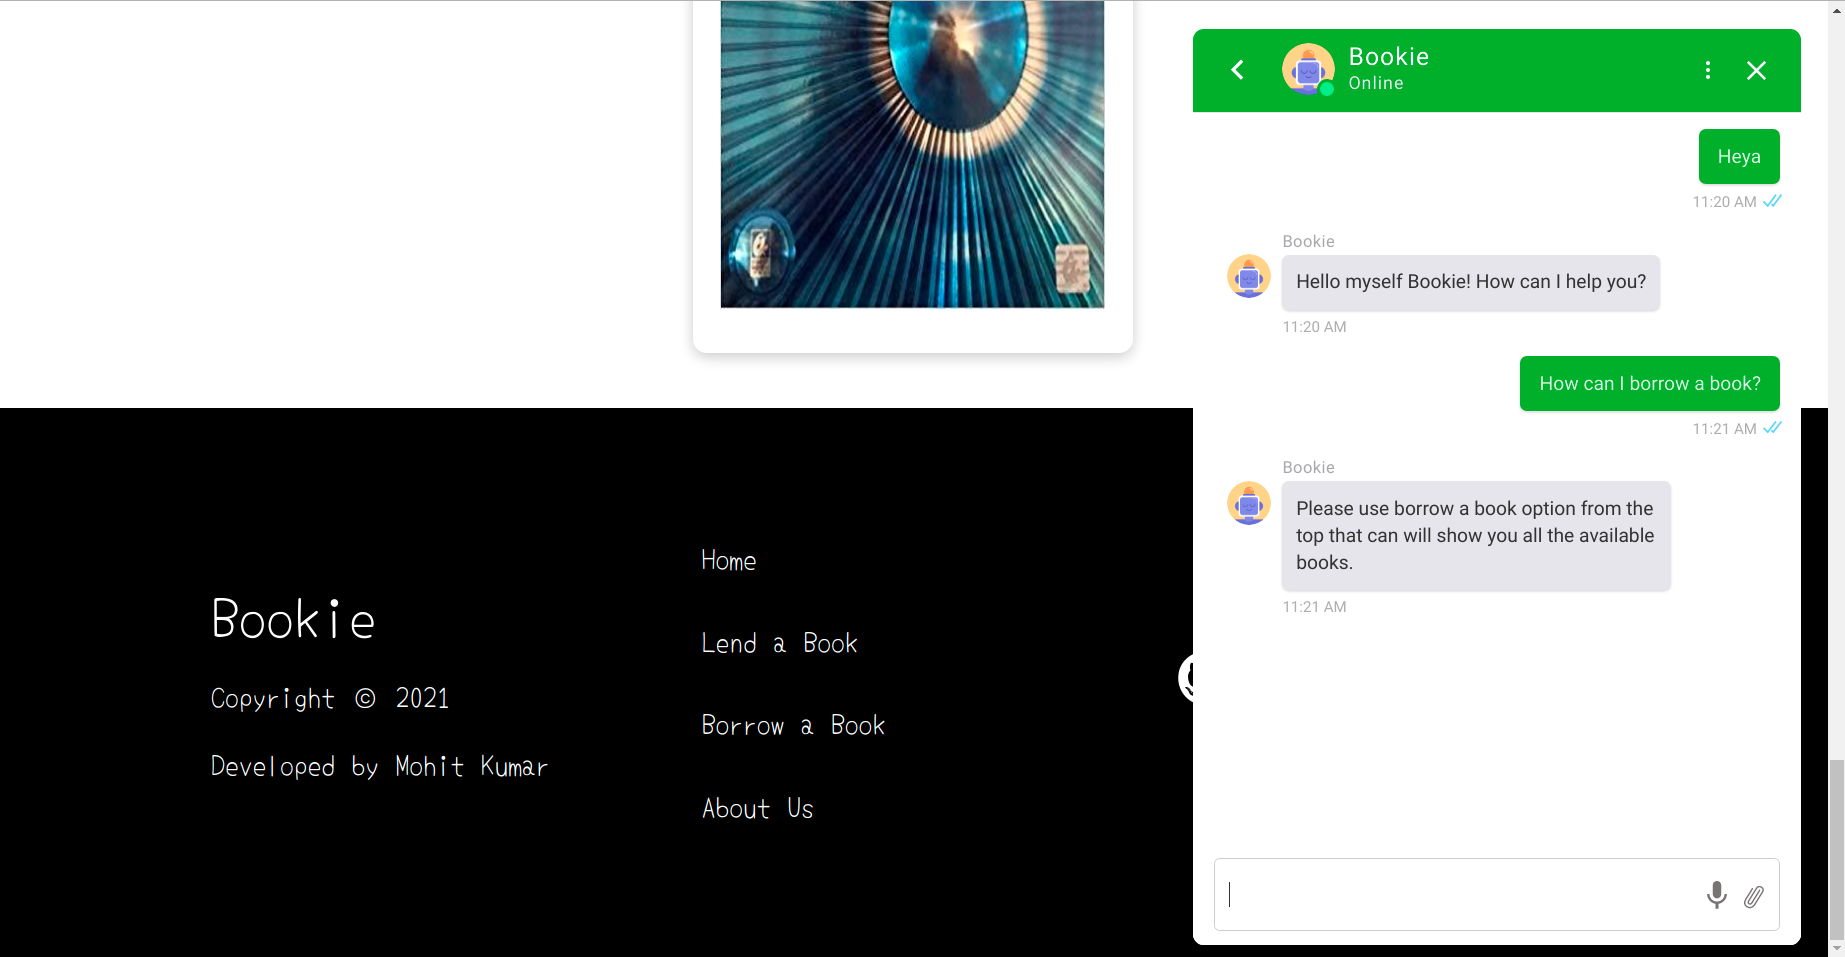 Bookie
Online
Heya
11:20 AM
Bookie
Hello myself Bookie! How can I help you?
11:20 AM
How can I borrow a book?
11:21 AM
Bookie
Please use borrow a book option from the
top that can will show you all the available
books.
11:21 AM
Bookie
Copyright © 2021
Developed by Mohit Kumar
Home
Lend a Book
Borrow a Book
About Us